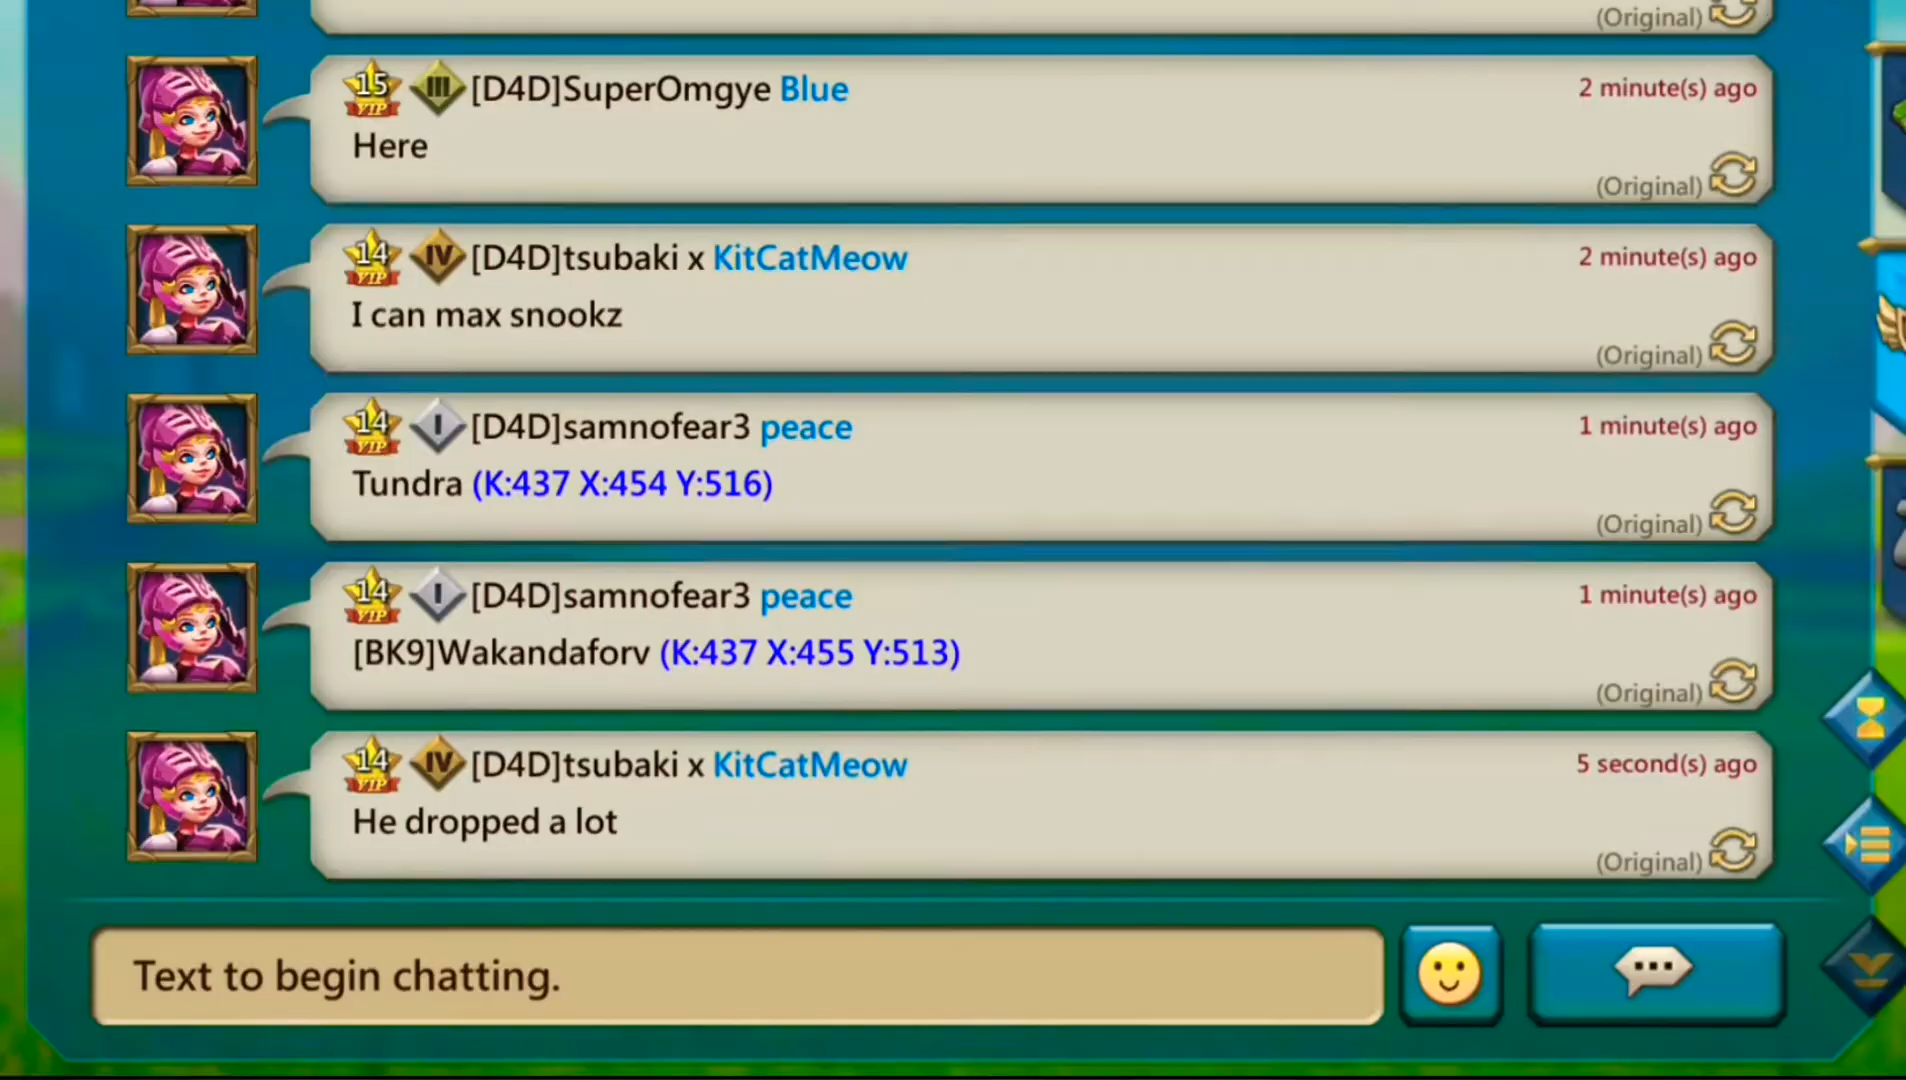 (Original)
15 VIP III [D4D]SuperOmgye Blue 2 minute(s) ago
Here
(Original)
14 VIP IV [D4D]tsubaki x KitCatMeow 2 minute(s) ago
I can max snookz
(Original)
14 VIP I [D4D]samnofear3 peace 1 minute(s) ago
Tundra (K:437 X:454 Y:516)
(Original)
14 VIP I [D4D]samnofear3 peace 1 minute(s) ago
[BK9]Wakandaforv (K:437 X:455 Y:513)
(Original)
14 VIP IV [D4D]tsubaki x KitCatMeow 5 second(s) ago
He dropped a lot
(Original)
Text to begin chatting.